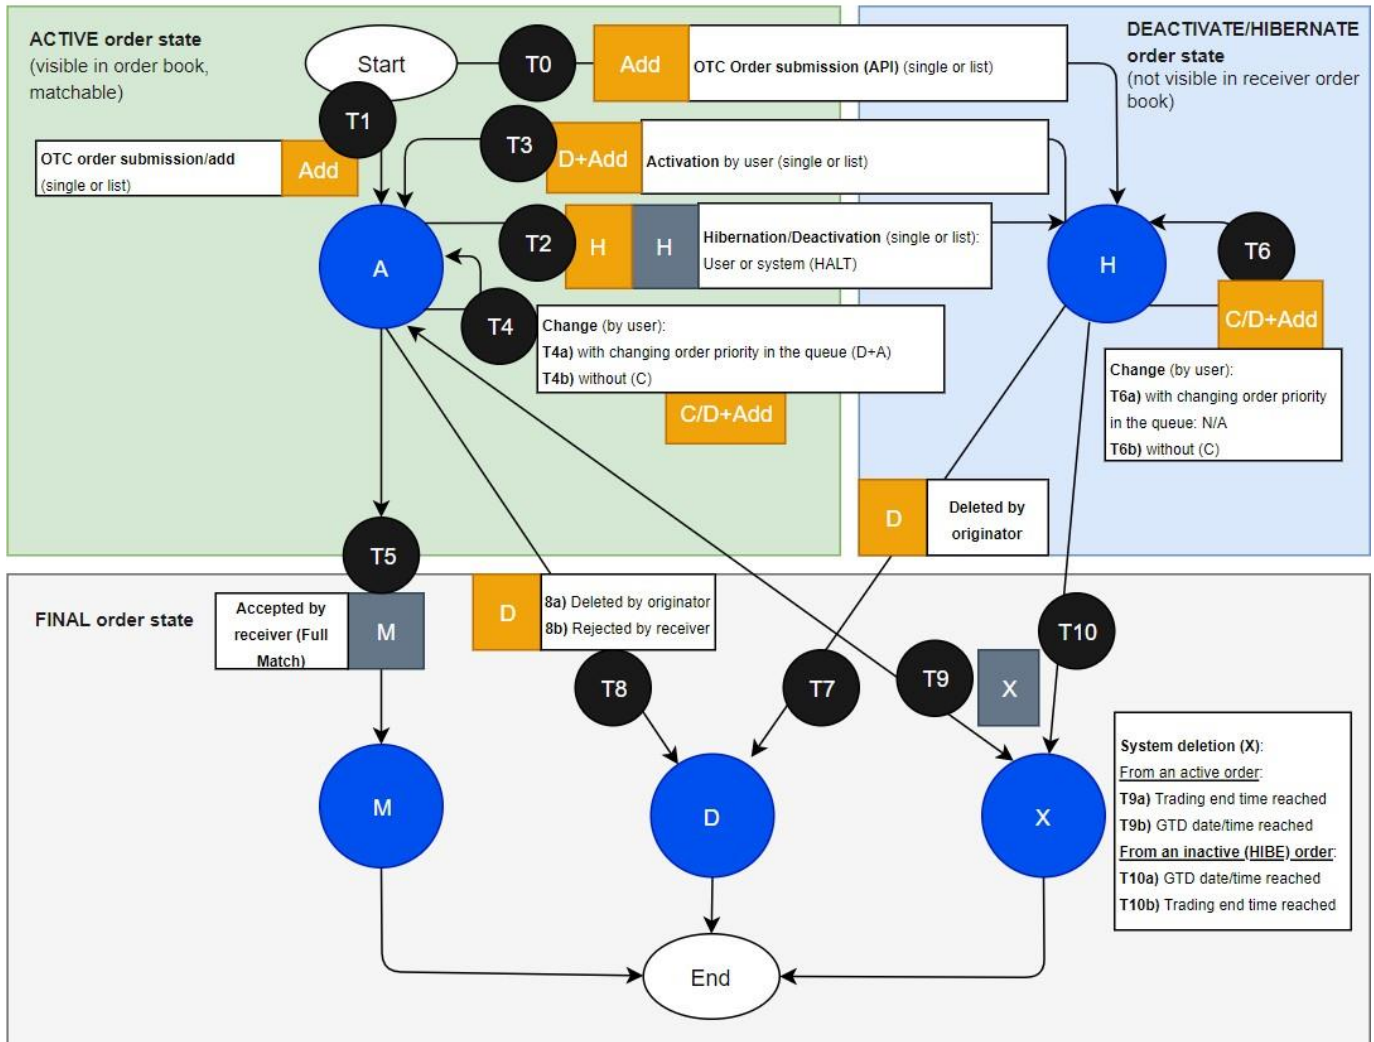 ACTIVE order state
(visible in order book,
matchable)
Start
T0
Add
OTC Order submission (API) (single or list)
DEACTIVATE/HIBERNATE
order state
(not visible in receiver order
book)
T1
OTC order submission/add
(single or list)
Add
T3
D+Add
Activation by user (single or list)
A
T2
H
H
Hibernation/Deactivation (single or list):
User or system (HALT)
H
T6
C/D+Add
T4
Change (by user):
T4a) with changing order priority in the queue (D+A)
T4b) without (C)
C/D+Add
Change (by user):
T6a) with changing order priority
in the queue: N/A
T6b) without (C)
D
Deleted by
originator
T5
FINAL order state
Accepted by
receiver (Full
Match)
M
D
8a) Deleted by originator
8b) Rejected by receiver
T8
T7
T9
X
T10
System deletion (X):
From an active order:
T9a) Trading end time reached
T9b) GTD date/time reached
From an inactive (HIBE) order:
T10a) GTD date/time reached
T10b) Trading end time reached
M
D
X
End